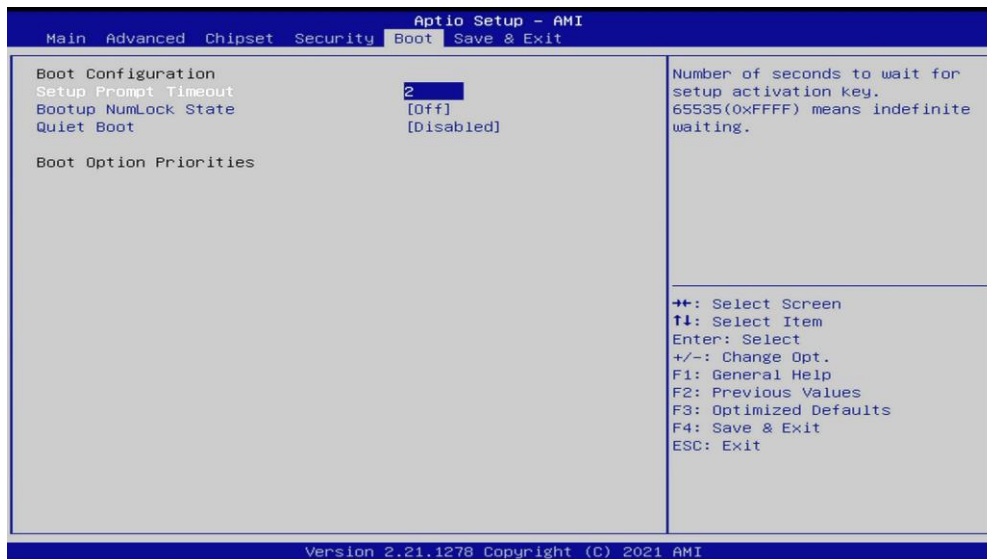 Aptio Setup – AMI
Main Advanced Chipset Security Boot Save & Exit
Boot Configuration
Setup Prompt Timeout 2
Bootup NumLock State [Off]
Quiet Boot [Disabled]
Boot Option Priorities
Number of seconds to wait for
setup activation key.
65535(0xFFFF) means indefinite
waiting.
→←: Select Screen
↑↓: Select Item
Enter: Select
+/-: Change Opt.
F1: General Help
F2: Previous Values
F3: Optimized Defaults
F4: Save & Exit
ESC: Exit
Version 2.21.1278 Copyright (C) 2021 AMI